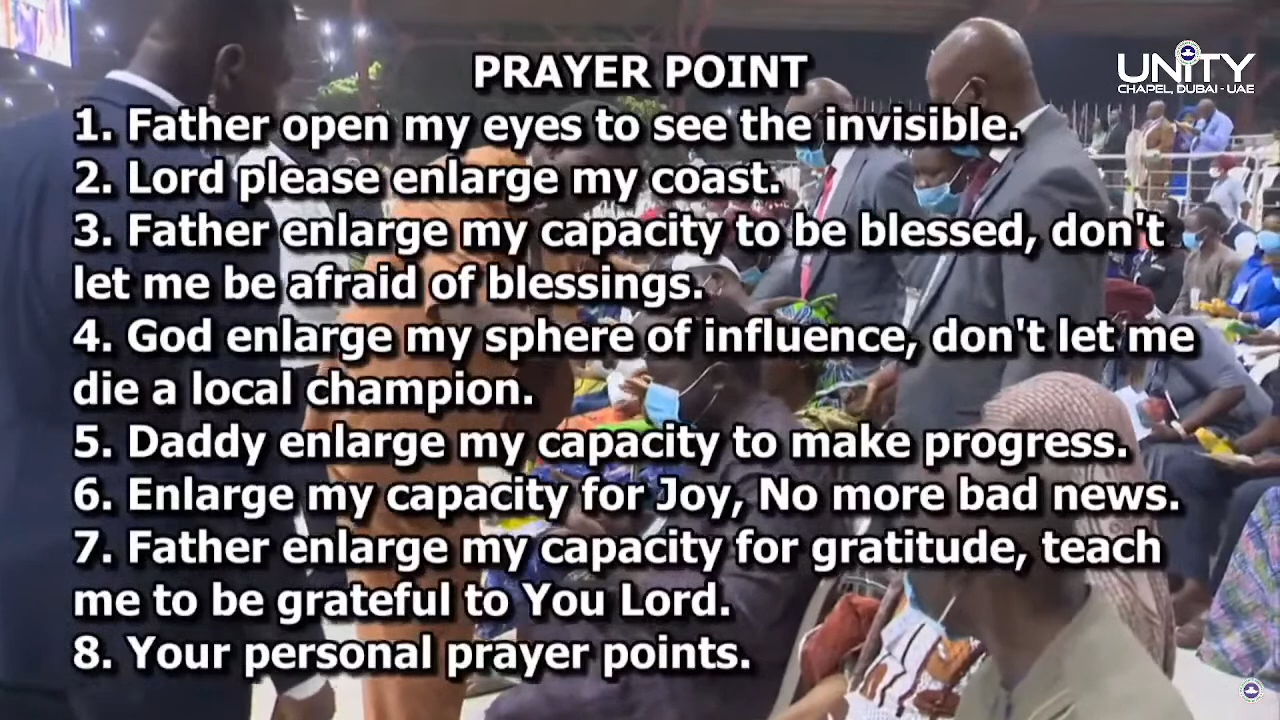 PRAYER POINT
UNITY
CHAPEL, DUBAI - UAE
1. Father open my eyes to see the invisible.
2. Lord please enlarge my coast.
3. Father enlarge my capacity to be blessed, don't
let me be afraid of blessings.
4. God enlarge my sphere of influence, don't let me
die a local champion.
5. Daddy enlarge my capacity to make progress.
6. Enlarge my capacity for Joy, No more bad news.
7. Father enlarge my capacity for gratitude, teach
me to be grateful to You Lord.
8. Your personal prayer points.